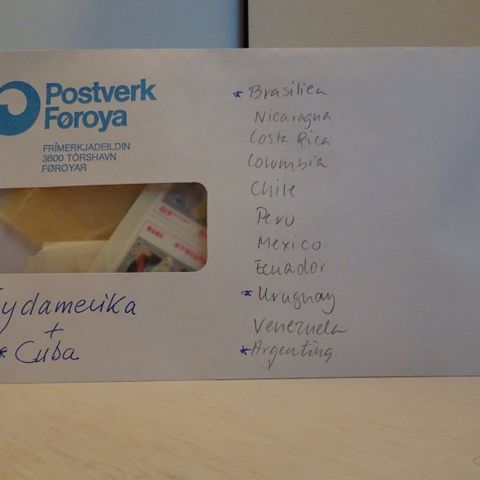 Postverk
Føroya
FRÍMERKJADEILDIN
3800 TÓRSHAVN
FØROYAR
Sydamerika
+
* Cuba
* Brasilien
Nicaragua
Costa Rica
Columbia
Chile
Peru
Mexico
Ecuador
* Uruguay
Venezuela
* Argentina